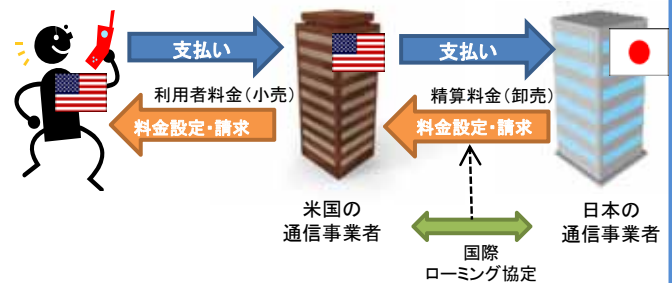 支払い
支払い
利用者料金(小売)
精算料金(卸売)
料金設定・請求
料金設定・請求
米国の
通信事業者
日本の
通信事業者
国際
ローミング協定